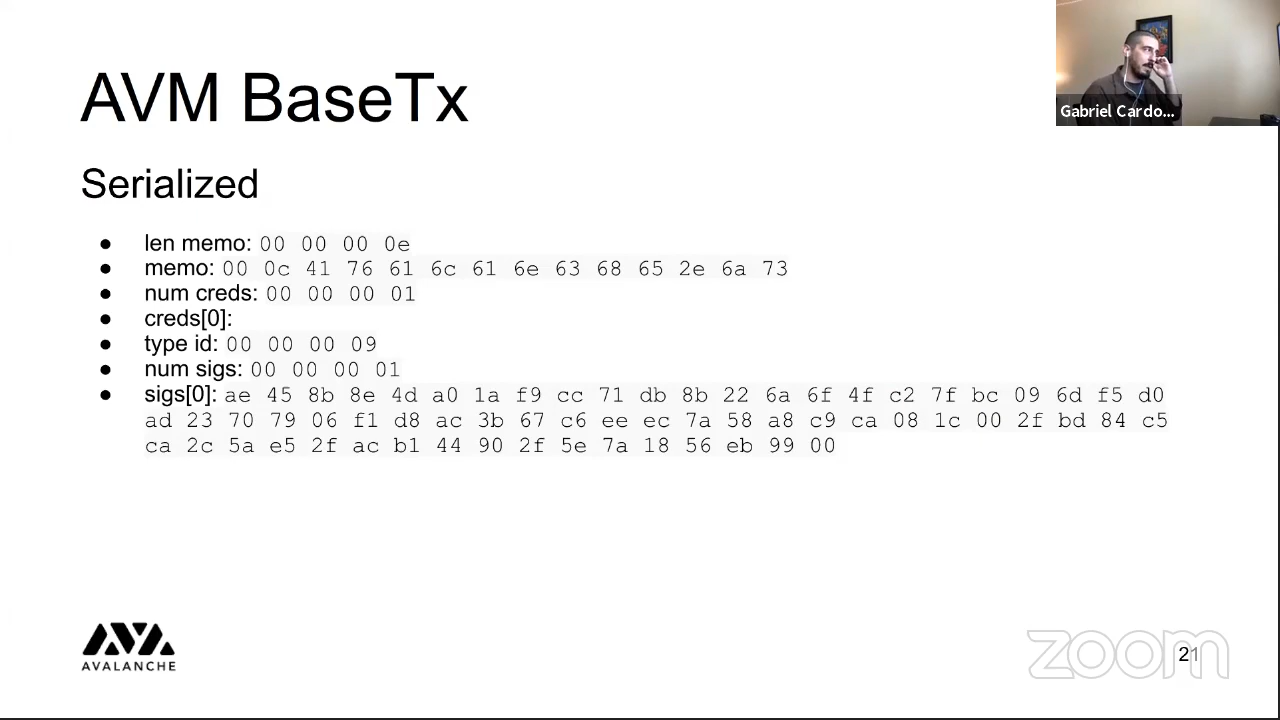 AVM BaseTx
Gabriel Cardo...
Serialized
● len memo: 00 00 00 0e
● memo: 00 0c 41 76 61 6c 61 6e 63 68 65 2e 6a 73
● num creds: 00 00 00 01
● creds[0]:
● type id: 00 00 00 09
● num sigs: 00 00 00 01
● sigs[0]: ae 45 8b 8e 4d a0 1a f9 cc 71 db 8b 22 6a 6f 4f c2 7f bc 09 6d f5 d0
ad 23 70 79 06 f1 d8 ac 3b 67 c6 ee ec 7a 58 a8 c9 ca 08 1c 00 2f bd 84 c5
ca 2c 5a e5 2f ac b1 44 90 2f 5e 7a 18 56 eb 99 00
AVALANCHE
zoom
21